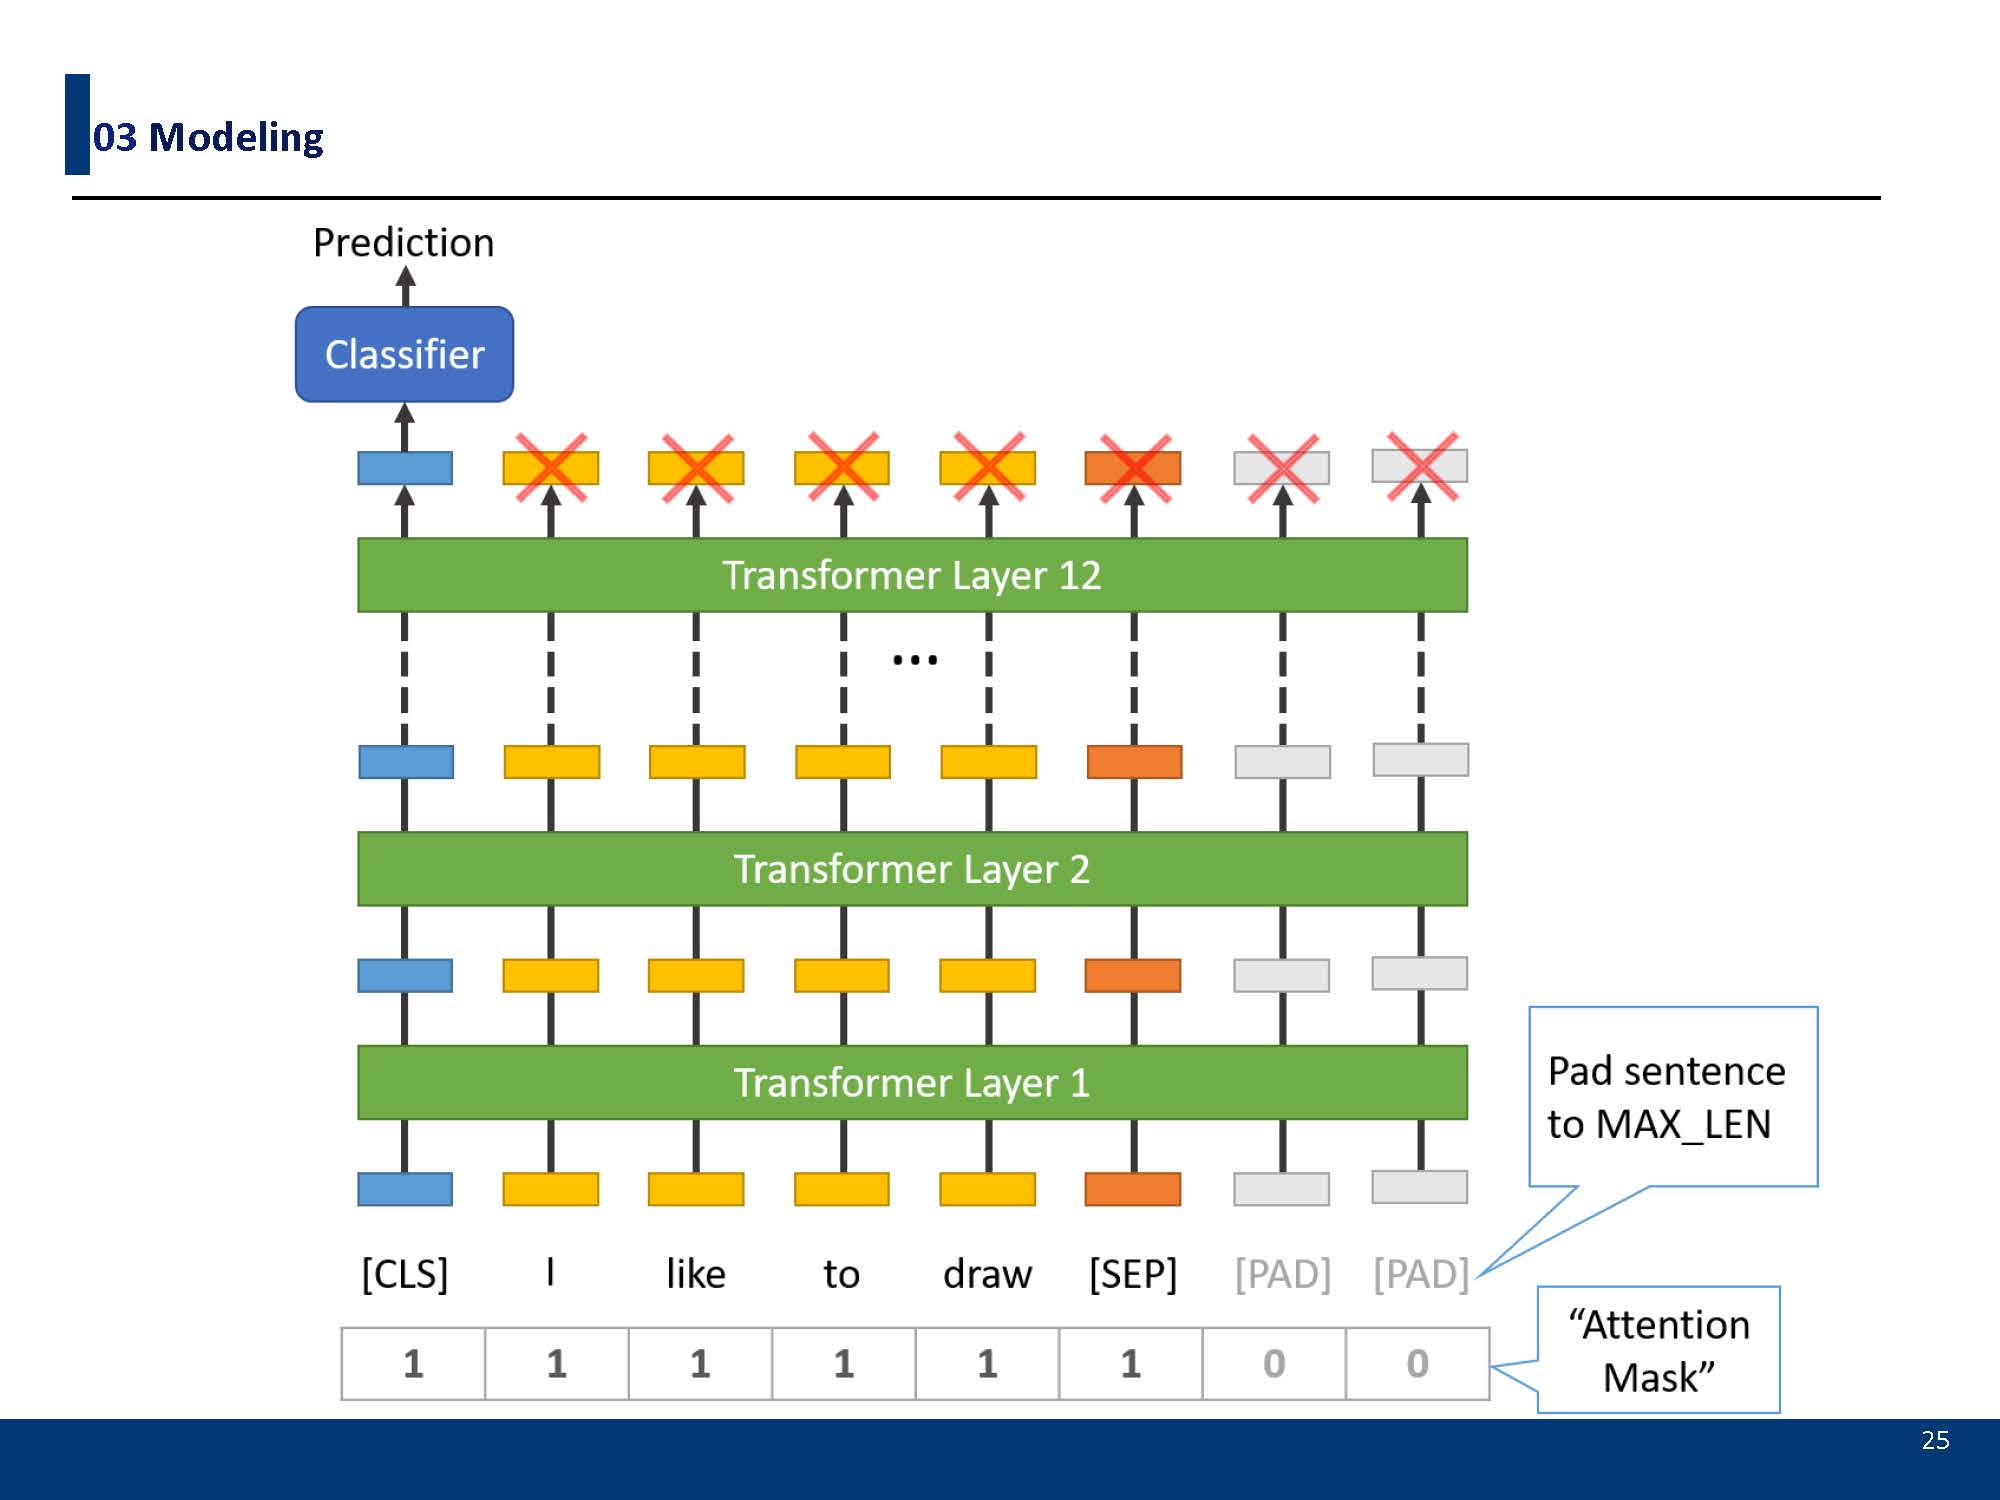 03 Modeling
Prediction
Classifier
Transformer Layer 12
...
Transformer Layer 2
Transformer Layer 1
Pad sentence
to MAX_LEN
[CLS] I like to draw [SEP] [PAD] [PAD]
1 1 1 1 1 1 0 0
“Attention
Mask”
25